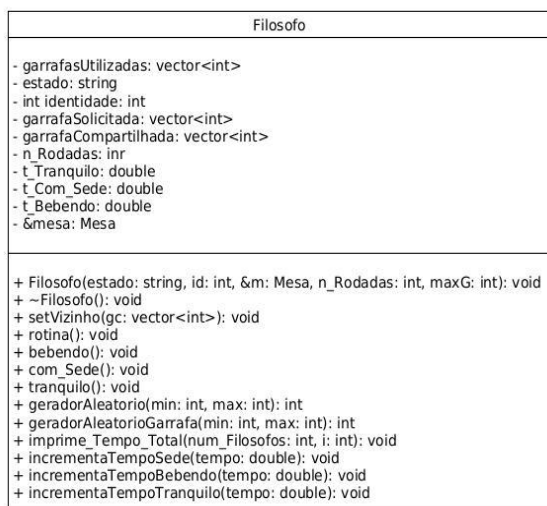 Filosofo
- garrafasUtilizadas: vector<int>
- estado: string
- int identidade: int
- garrafaSolicitada: vector<int>
- garrafaCompartilhada: vector<int>
- n_Rodadas: inr
- t_Tranquilo: double
- t_Com_Sede: double
- t_Bebendo: double
- &mesa: Mesa
+ Filosofo(estado: string, id: int, &m: Mesa, n_Rodadas: int, maxG: int): void
+ ~Filosofo(): void
+ setVizinho(gc: vector<int>): void
+ rotina(): void
+ bebendo(): void
+ com_Sede(): void
+ tranquilo(): void
+ geradorAleatorio(min: int, max: int): int
+ geradorAleatorioGarrafa(min: int, max: int): int
+ imprime_Tempo_Total(num_Filosofos: int, i: int): void
+ incrementaTempoSede(tempo: double): void
+ incrementaTempoBebendo(tempo: double): void
+ incrementaTempoTranquilo(tempo: double): void